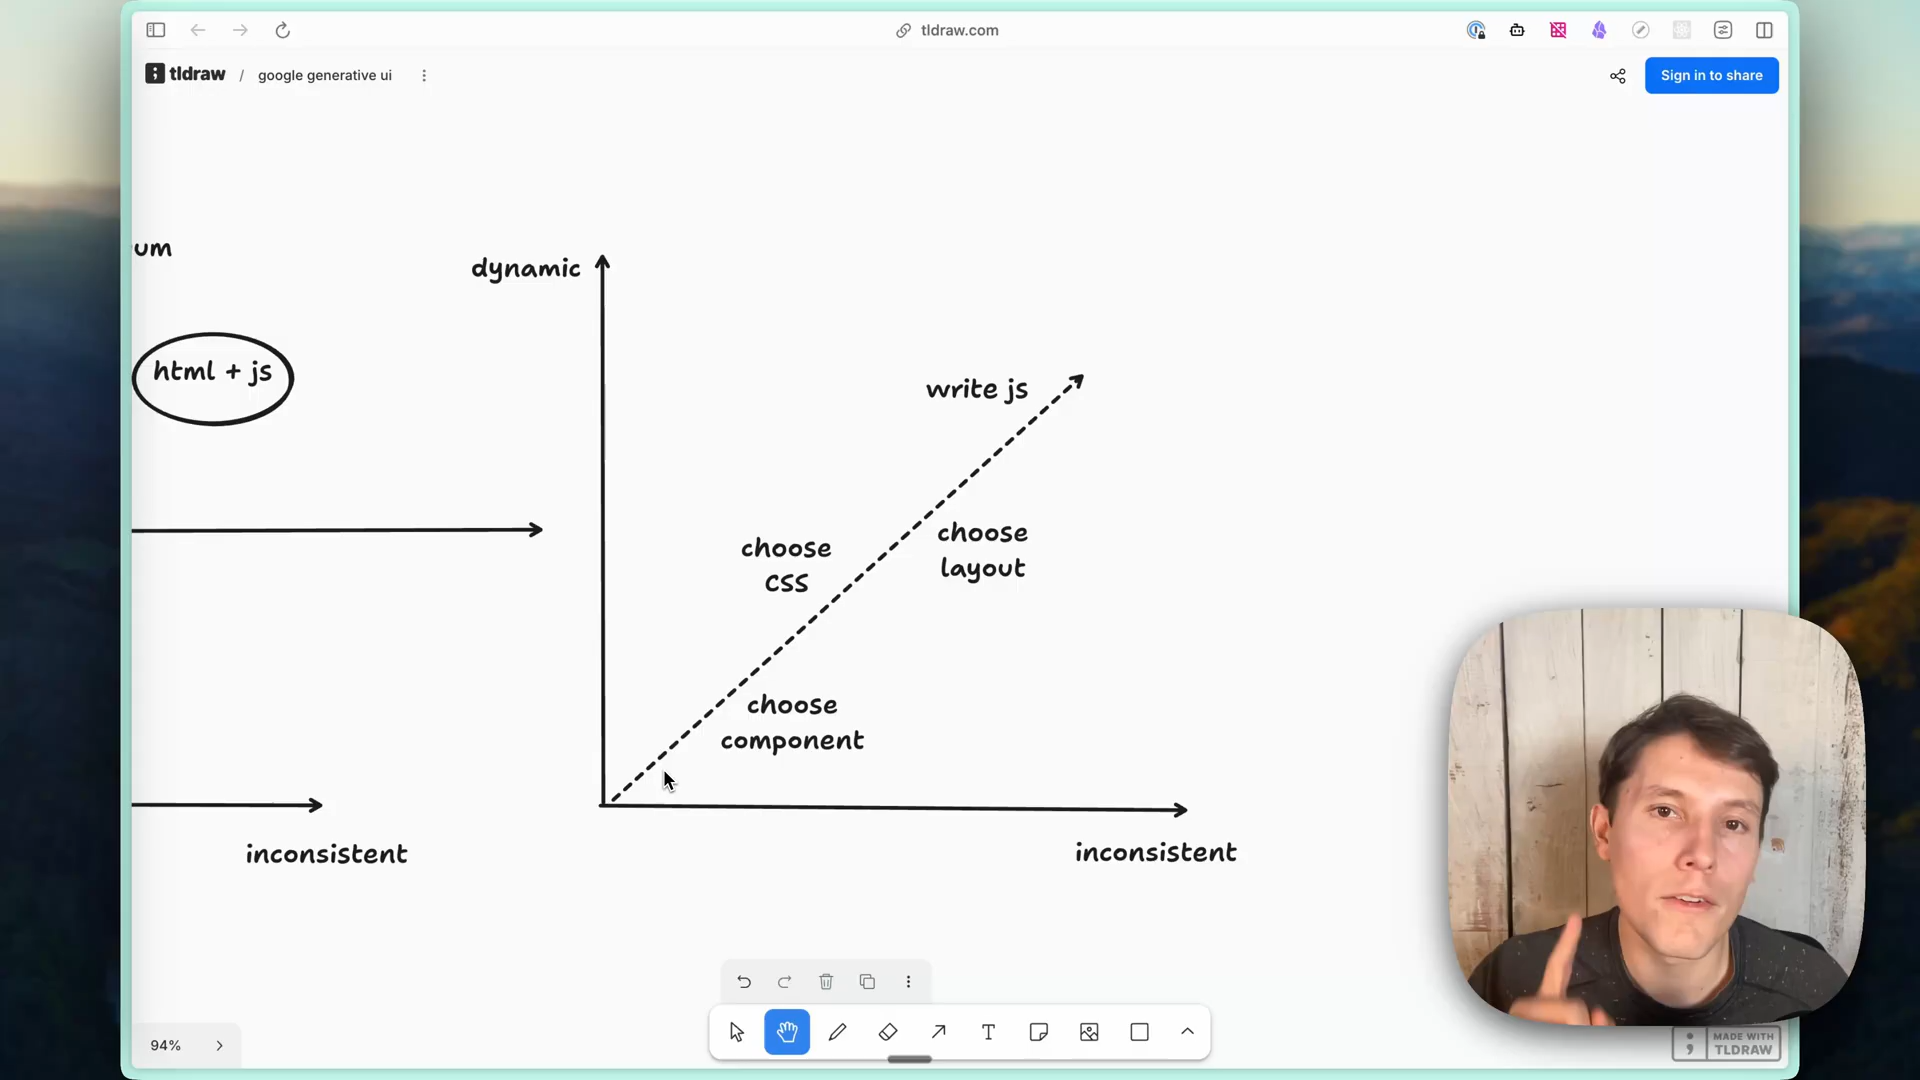 tldraw.com
tldraw / google generative ui
Sign in to share
um
dynamic
html + js
write js
choose
layout
choose
CSS
choose
component
inconsistent
inconsistent
94%
MADE WITH
TLDRAW